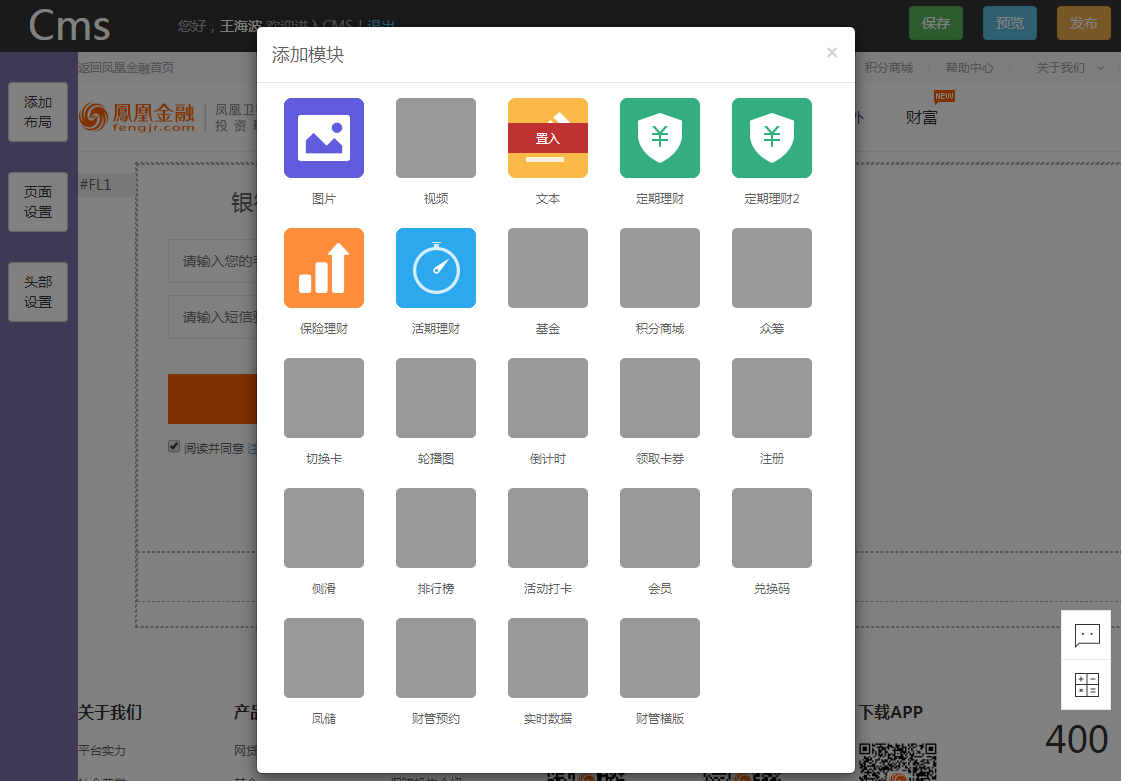 Cms
您好，王海波 欢迎进入CMS | 退出
保存
预览
发布
添加
布局
页面
设置
头部
设置
返回凤凰金融首页
积分商城
帮助中心
关于我们
鳳凰金融
fengjr.com
凤凰卫
投 资
NEW
财富
#FL1
请输入您的
请输入短信
阅读并同意 注
添加模块
×
图片
视频
置入
文本
定期理财
定期理财2
保险理财
活期理财
基金
积分商城
众筹
切换卡
轮播图
倒计时
领取卡券
注册
侧滑
排行榜
活动打卡
会员
兑换码
凤储
财管预约
实时数据
财管横版
关于我们
平台实力
网贷
下载APP
400